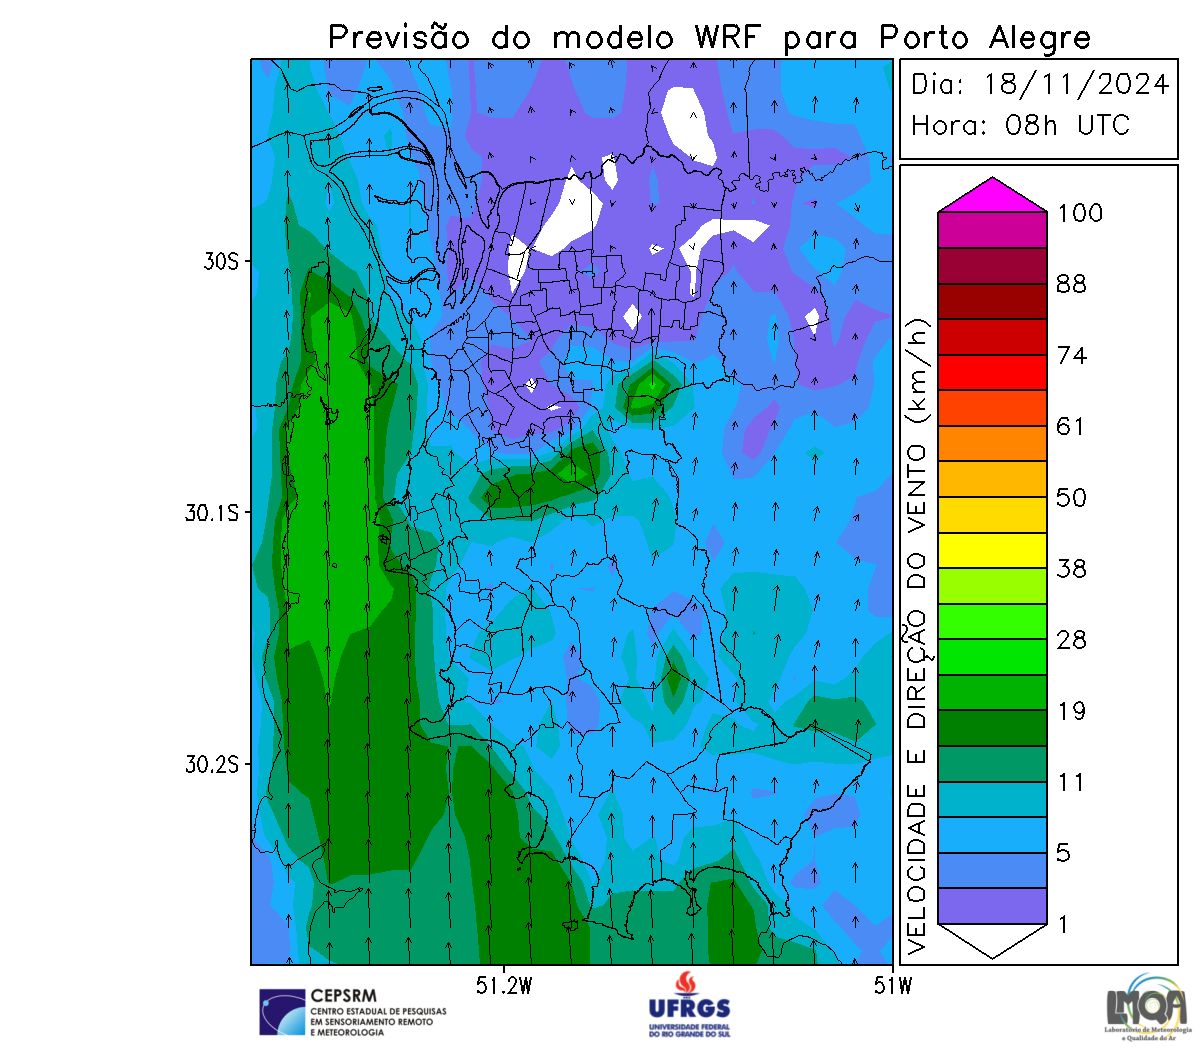 Previsão do modelo WRF para Porto Alegre
Dia: 18/11/2024
Hora: 08h UTC
30S
30.1S
30.2S
51.2W
51W
VELOCIDADE E DIREÇÃO DO VENTO (km/h)
100
88
74
61
50
38
28
19
11
5
1
CEPSRM
CENTRO ESTADUAL DE PESQUISAS
EM SENSORIAMENTO REMOTO
E METEOROLOGIA
UFRGS
UNIVERSIDADE FEDERAL
DO RIO GRANDE DO SUL
LMQA
Laboratório de Meteorologia
e Qualidade do Ar